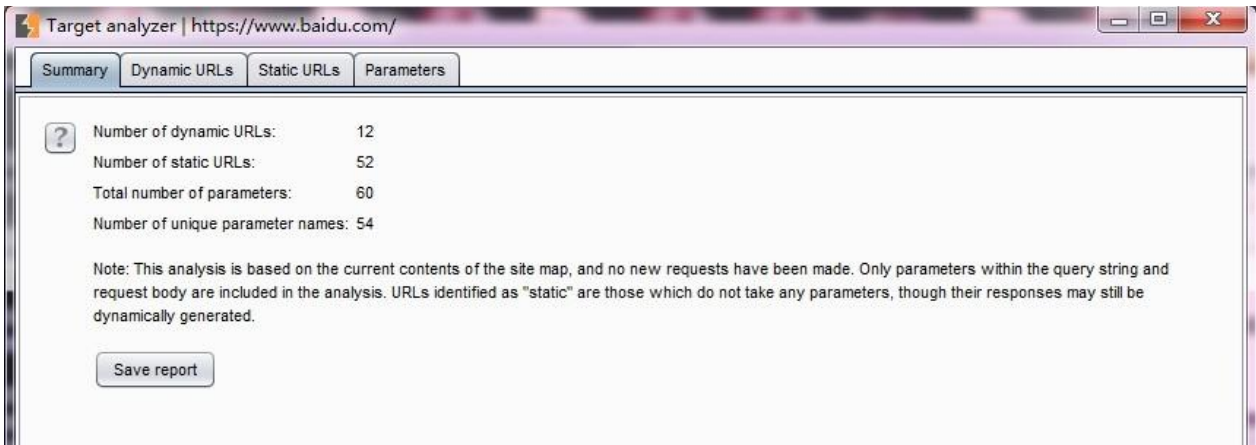 Target analyzer | https://www.baidu.com/
Summary Dynamic URLs Static URLs Parameters
? Number of dynamic URLs: 12
Number of static URLs: 52
Total number of parameters: 60
Number of unique parameter names: 54
Note: This analysis is based on the current contents of the site map, and no new requests have been made. Only parameters within the query string and
request body are included in the analysis. URLs identified as "static" are those which do not take any parameters, though their responses may still be
dynamically generated.
Save report